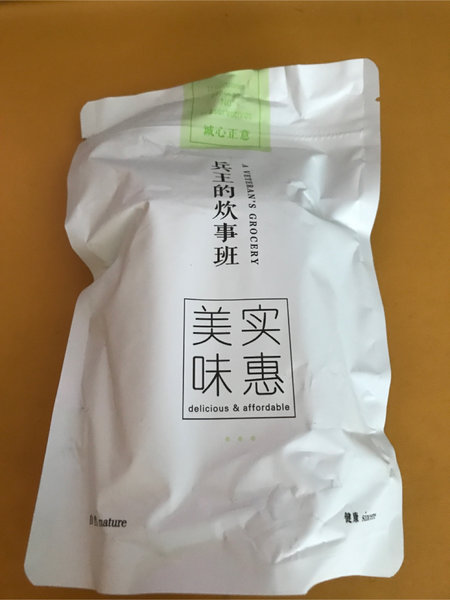 诚心正意
兵王的炊事班
A VETERAN'S GROCERY
实惠
美味
delicious & affordable
nature
健康 sincere